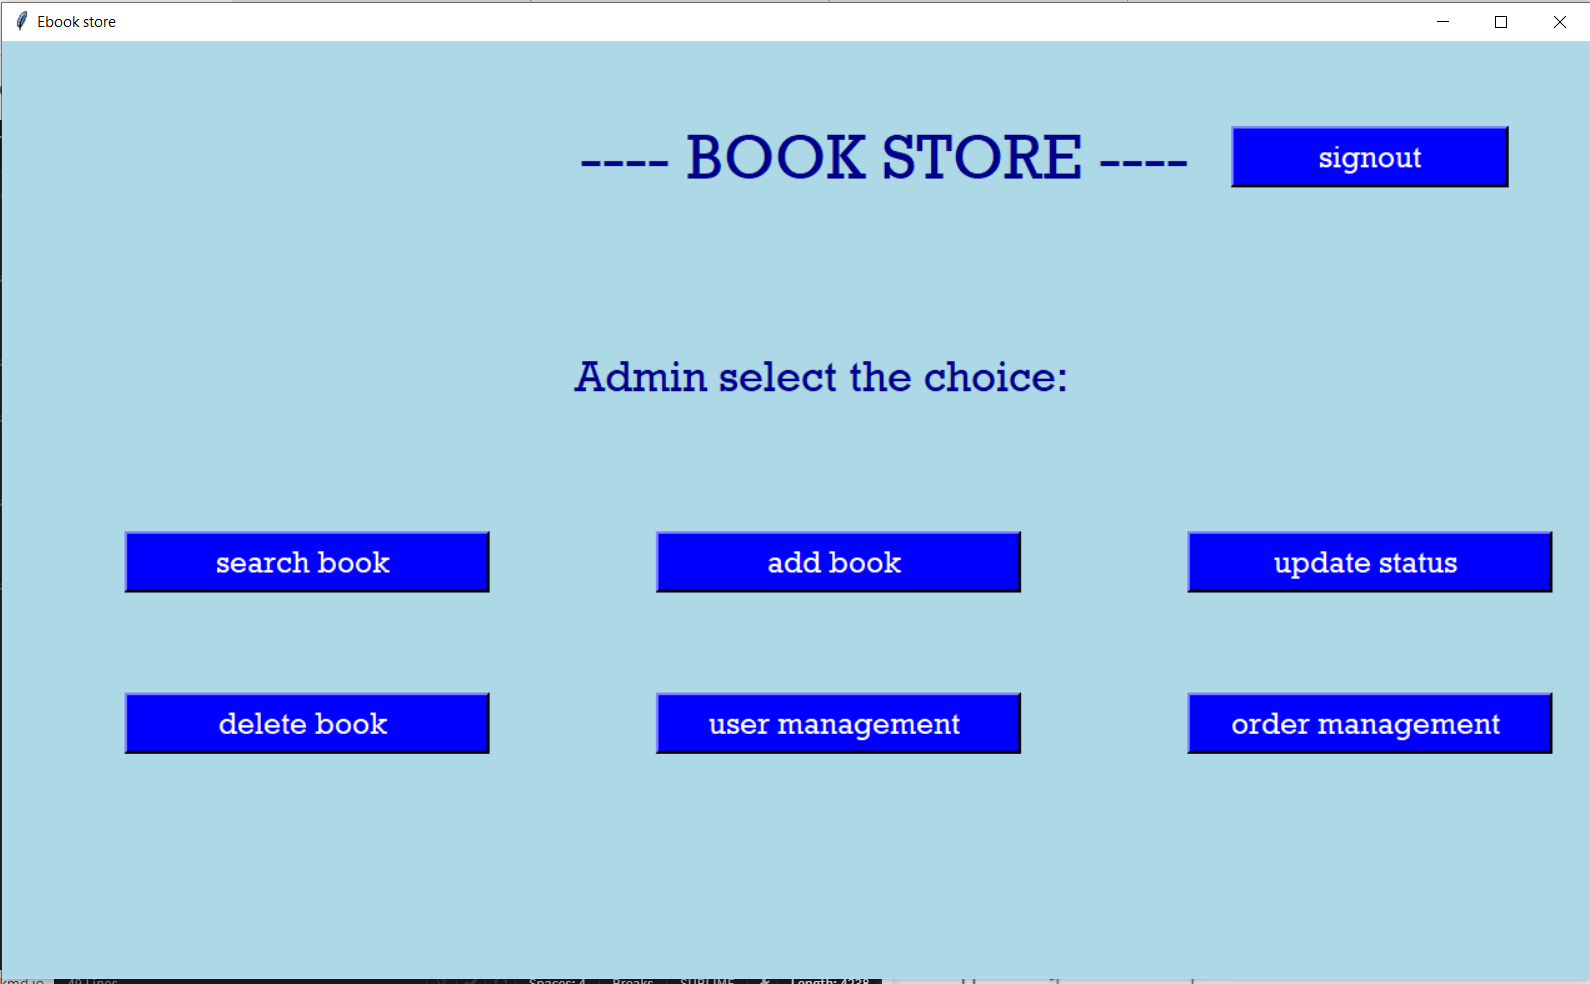 Ebook store
---- BOOK STORE ----
signout
Admin select the choice:
search book
add book
update status
delete book
user management
order management